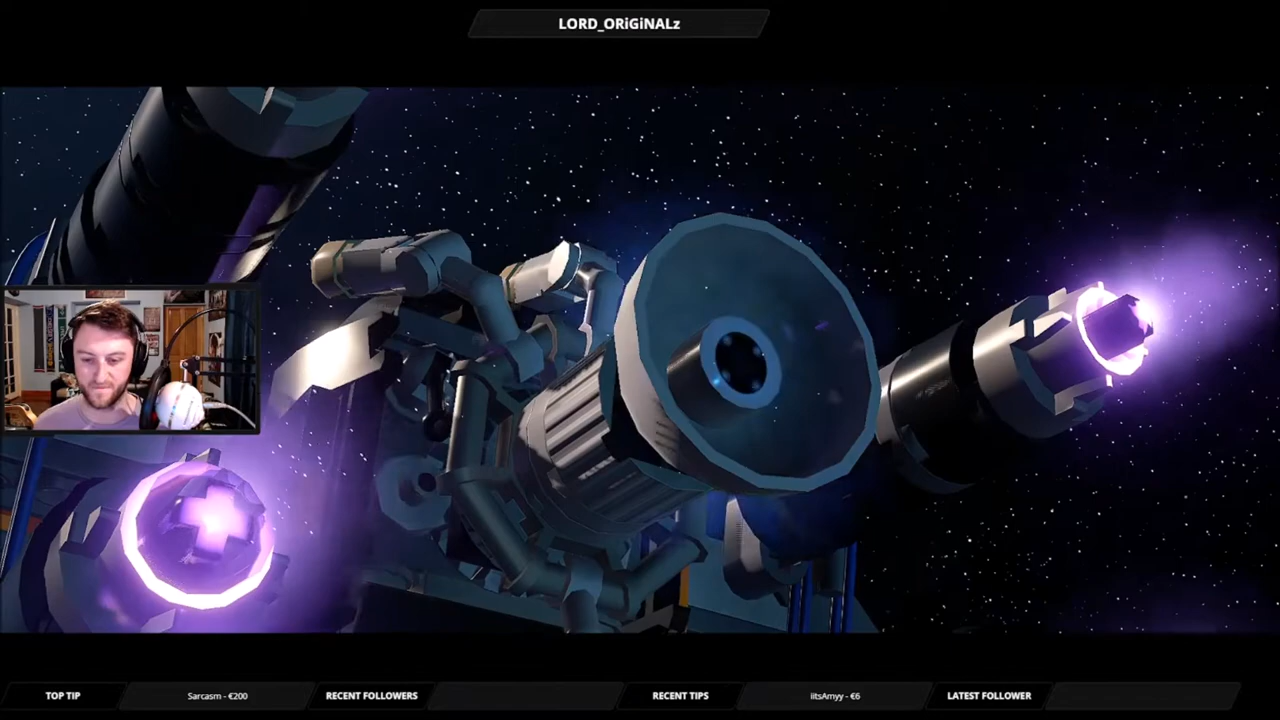 LORD_ORiGiNALz
TOP TIP
Sarcasm - €200
RECENT FOLLOWERS
RECENT TIPS
iitsAmyy - €6
LATEST FOLLOWER